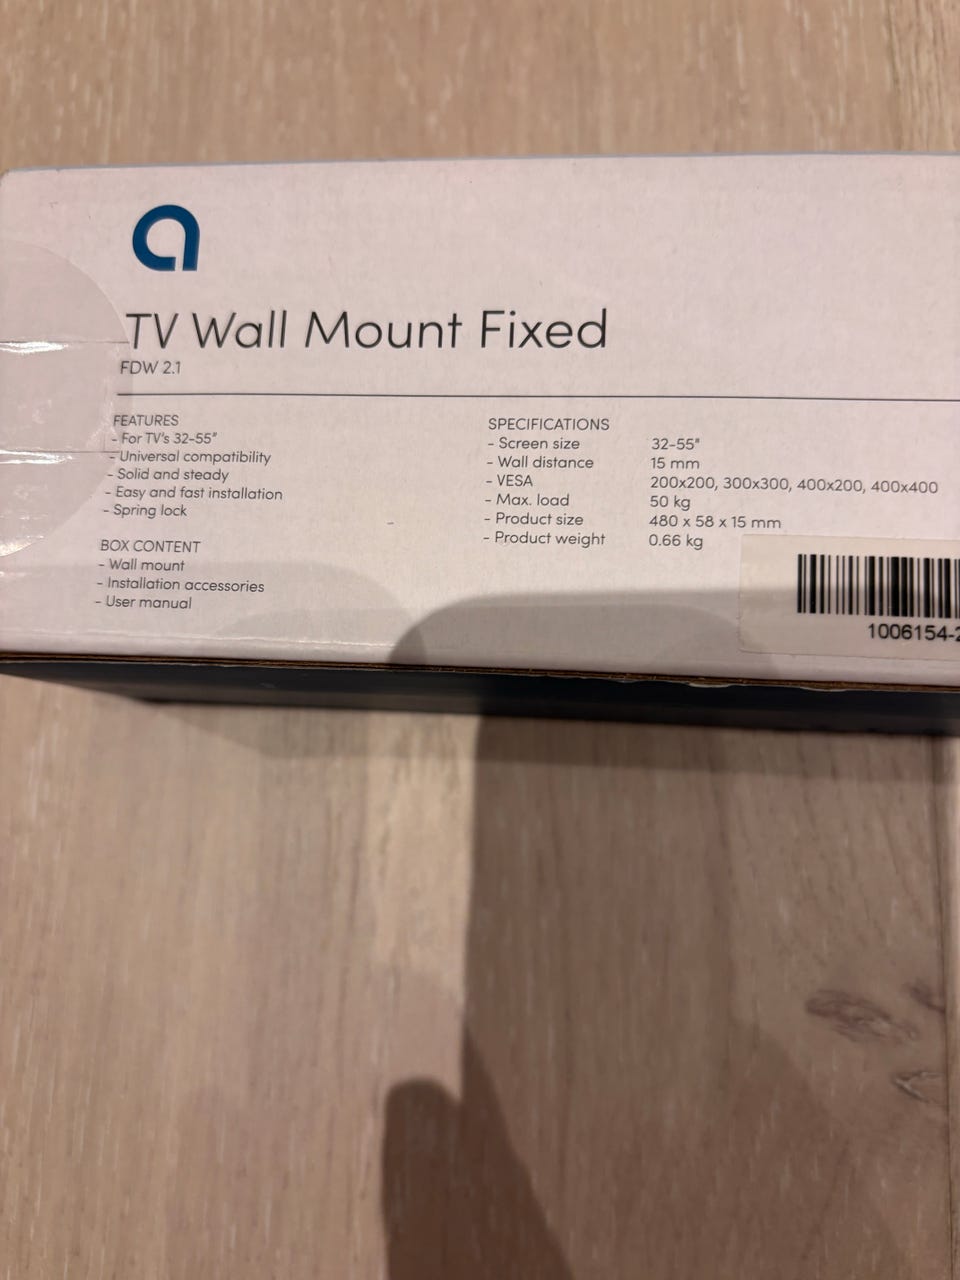 TV Wall Mount Fixed
FDW 2.1
FEATURES
- For TV's 32-55"
- Universal compatibility
- Solid and steady
- Easy and fast installation
- Spring lock
BOX CONTENT
- Wall mount
- Installation accessories
- User manual
SPECIFICATIONS
- Screen size 32-55"
- Wall distance 15 mm
- VESA 200x200, 300x300, 400x200, 400x400
- Max. load 50 kg
- Product size 480 x 58 x 15 mm
- Product weight 0.66 kg
1006154-2